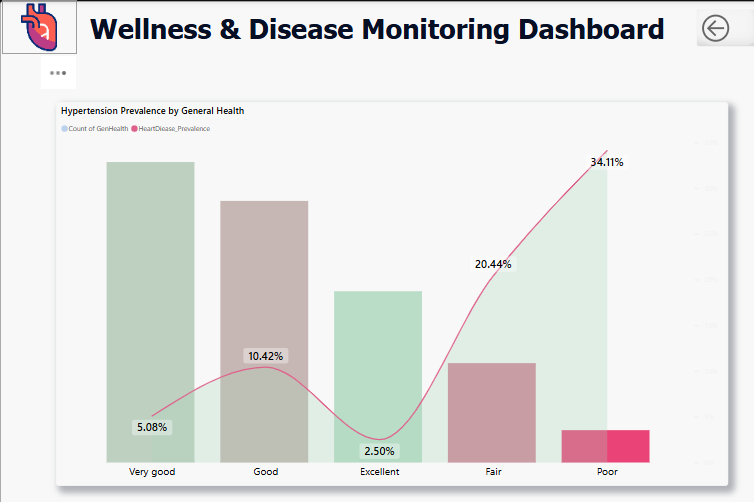 Wellness & Disease Monitoring Dashboard
Hypertension Prevalence by General Health
Count of GenHealth HeartDiease_Prevalence
34.11%
20.44%
10.42%
5.08%
2.50%
Very good Good Excellent Fair Poor